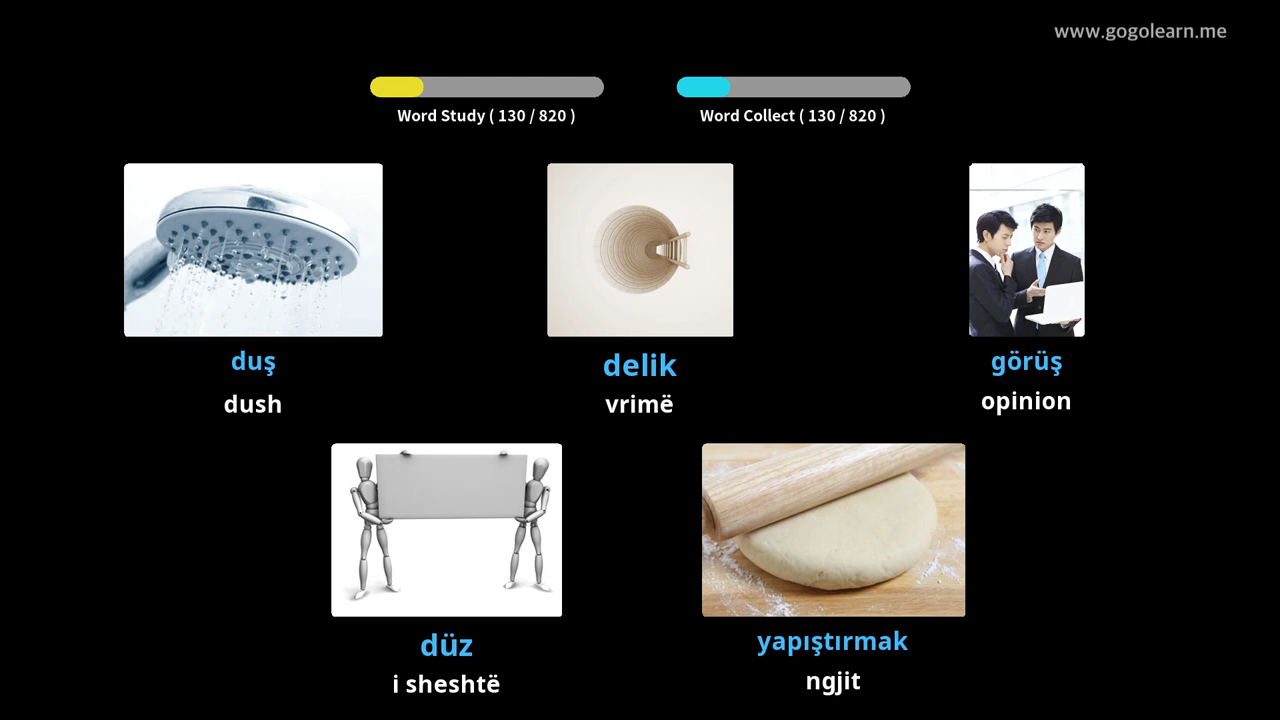 www.gogolearn.me
Word Study ( 130 / 820 )
Word Collect ( 130 / 820 )
duş
dush
delik
vrimë
görüş
opinion
düz
i sheshtë
yapıştırmak
ngjit